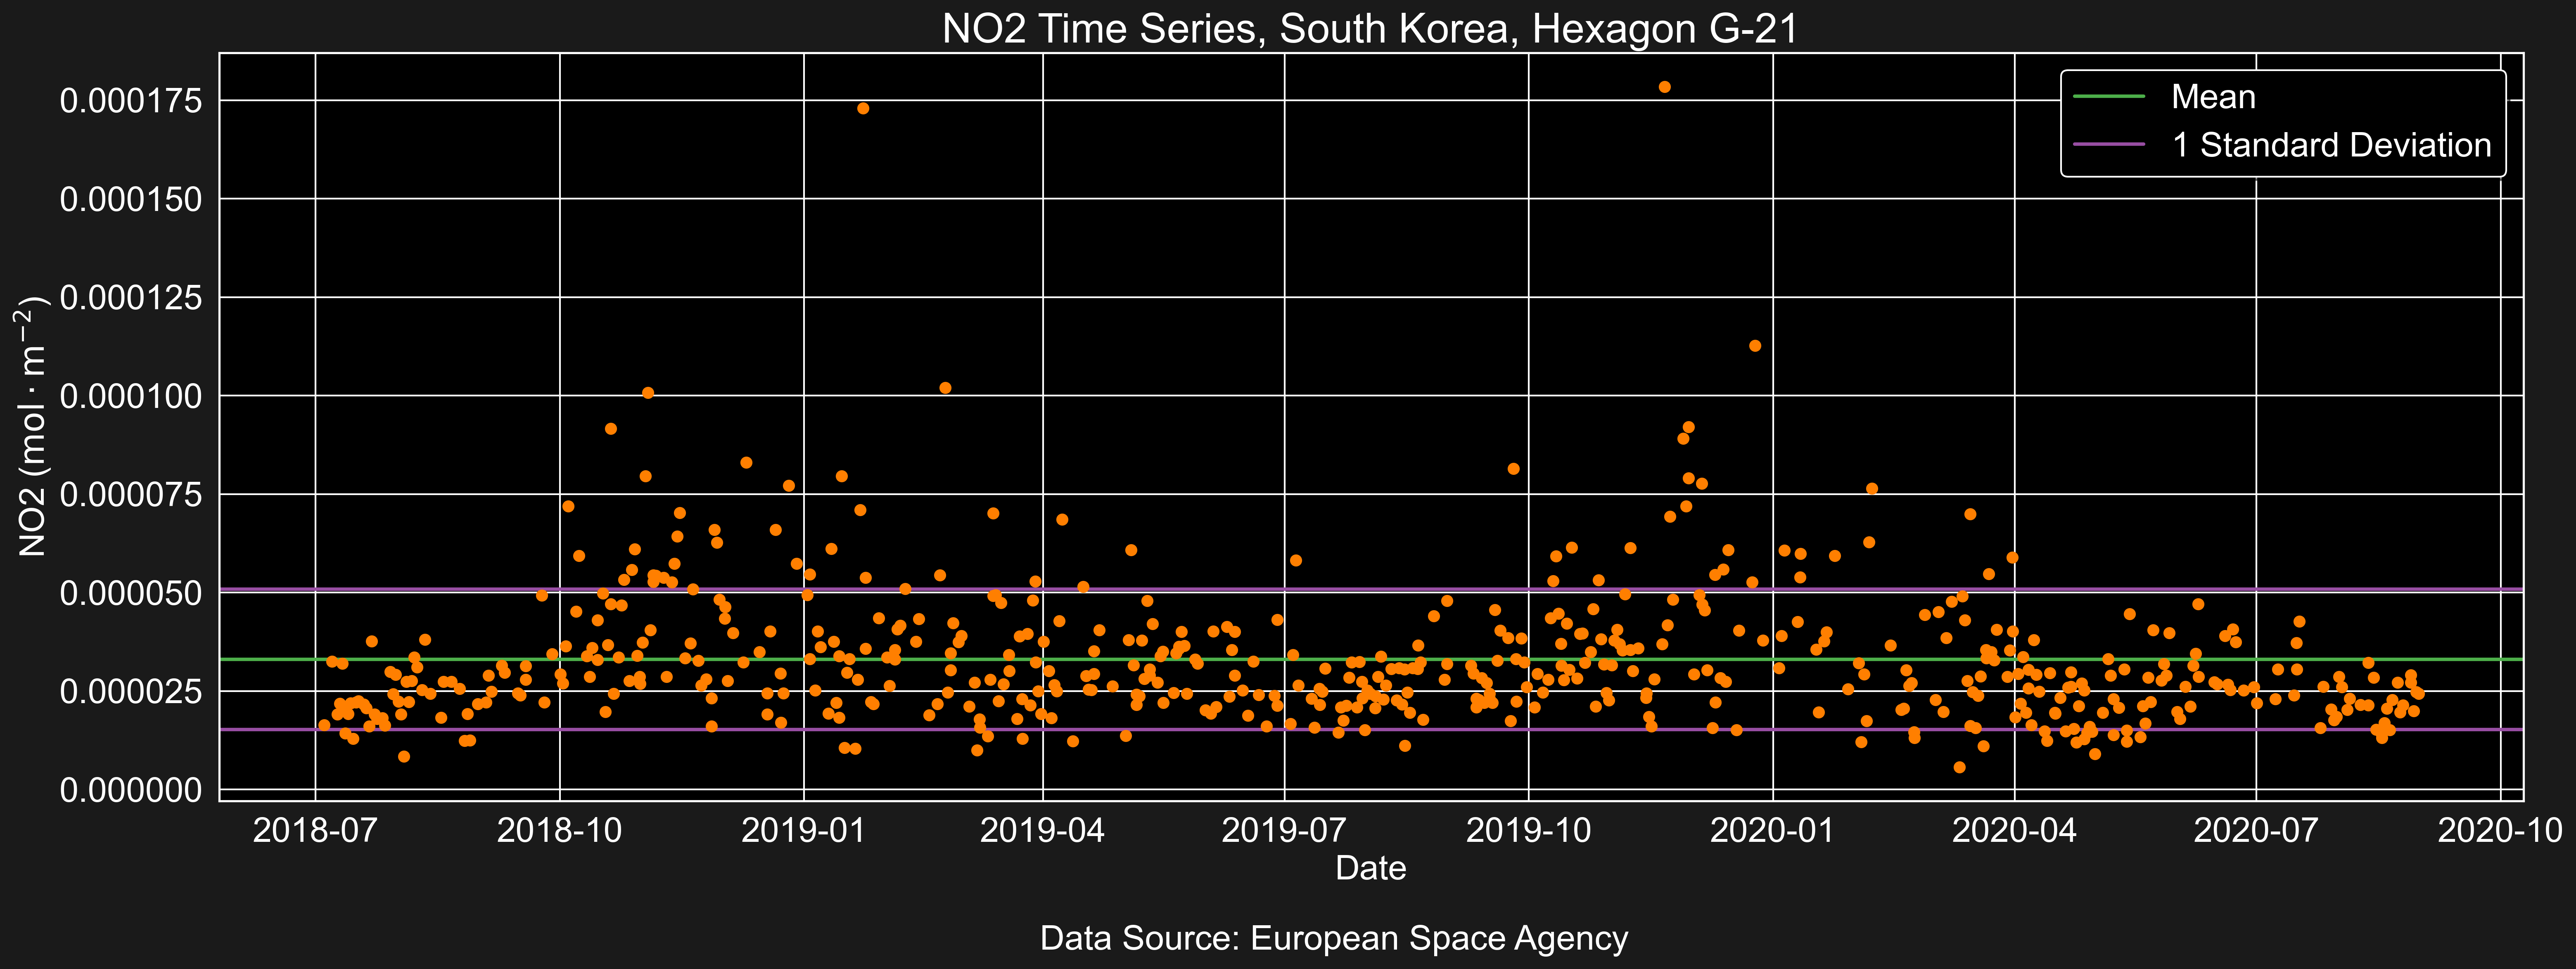 NO2 Time Series, South Korea, Hexagon G-21
Mean
1 Standard Deviation
NO2 (mol · m⁻²)
0.000175
0.000150
0.000125
0.000100
0.000075
0.000050
0.000025
0.000000
2018-07 2018-10 2019-01 2019-04 2019-07 2019-10 2020-01 2020-04 2020-07 2020-10
Date
Data Source: European Space Agency